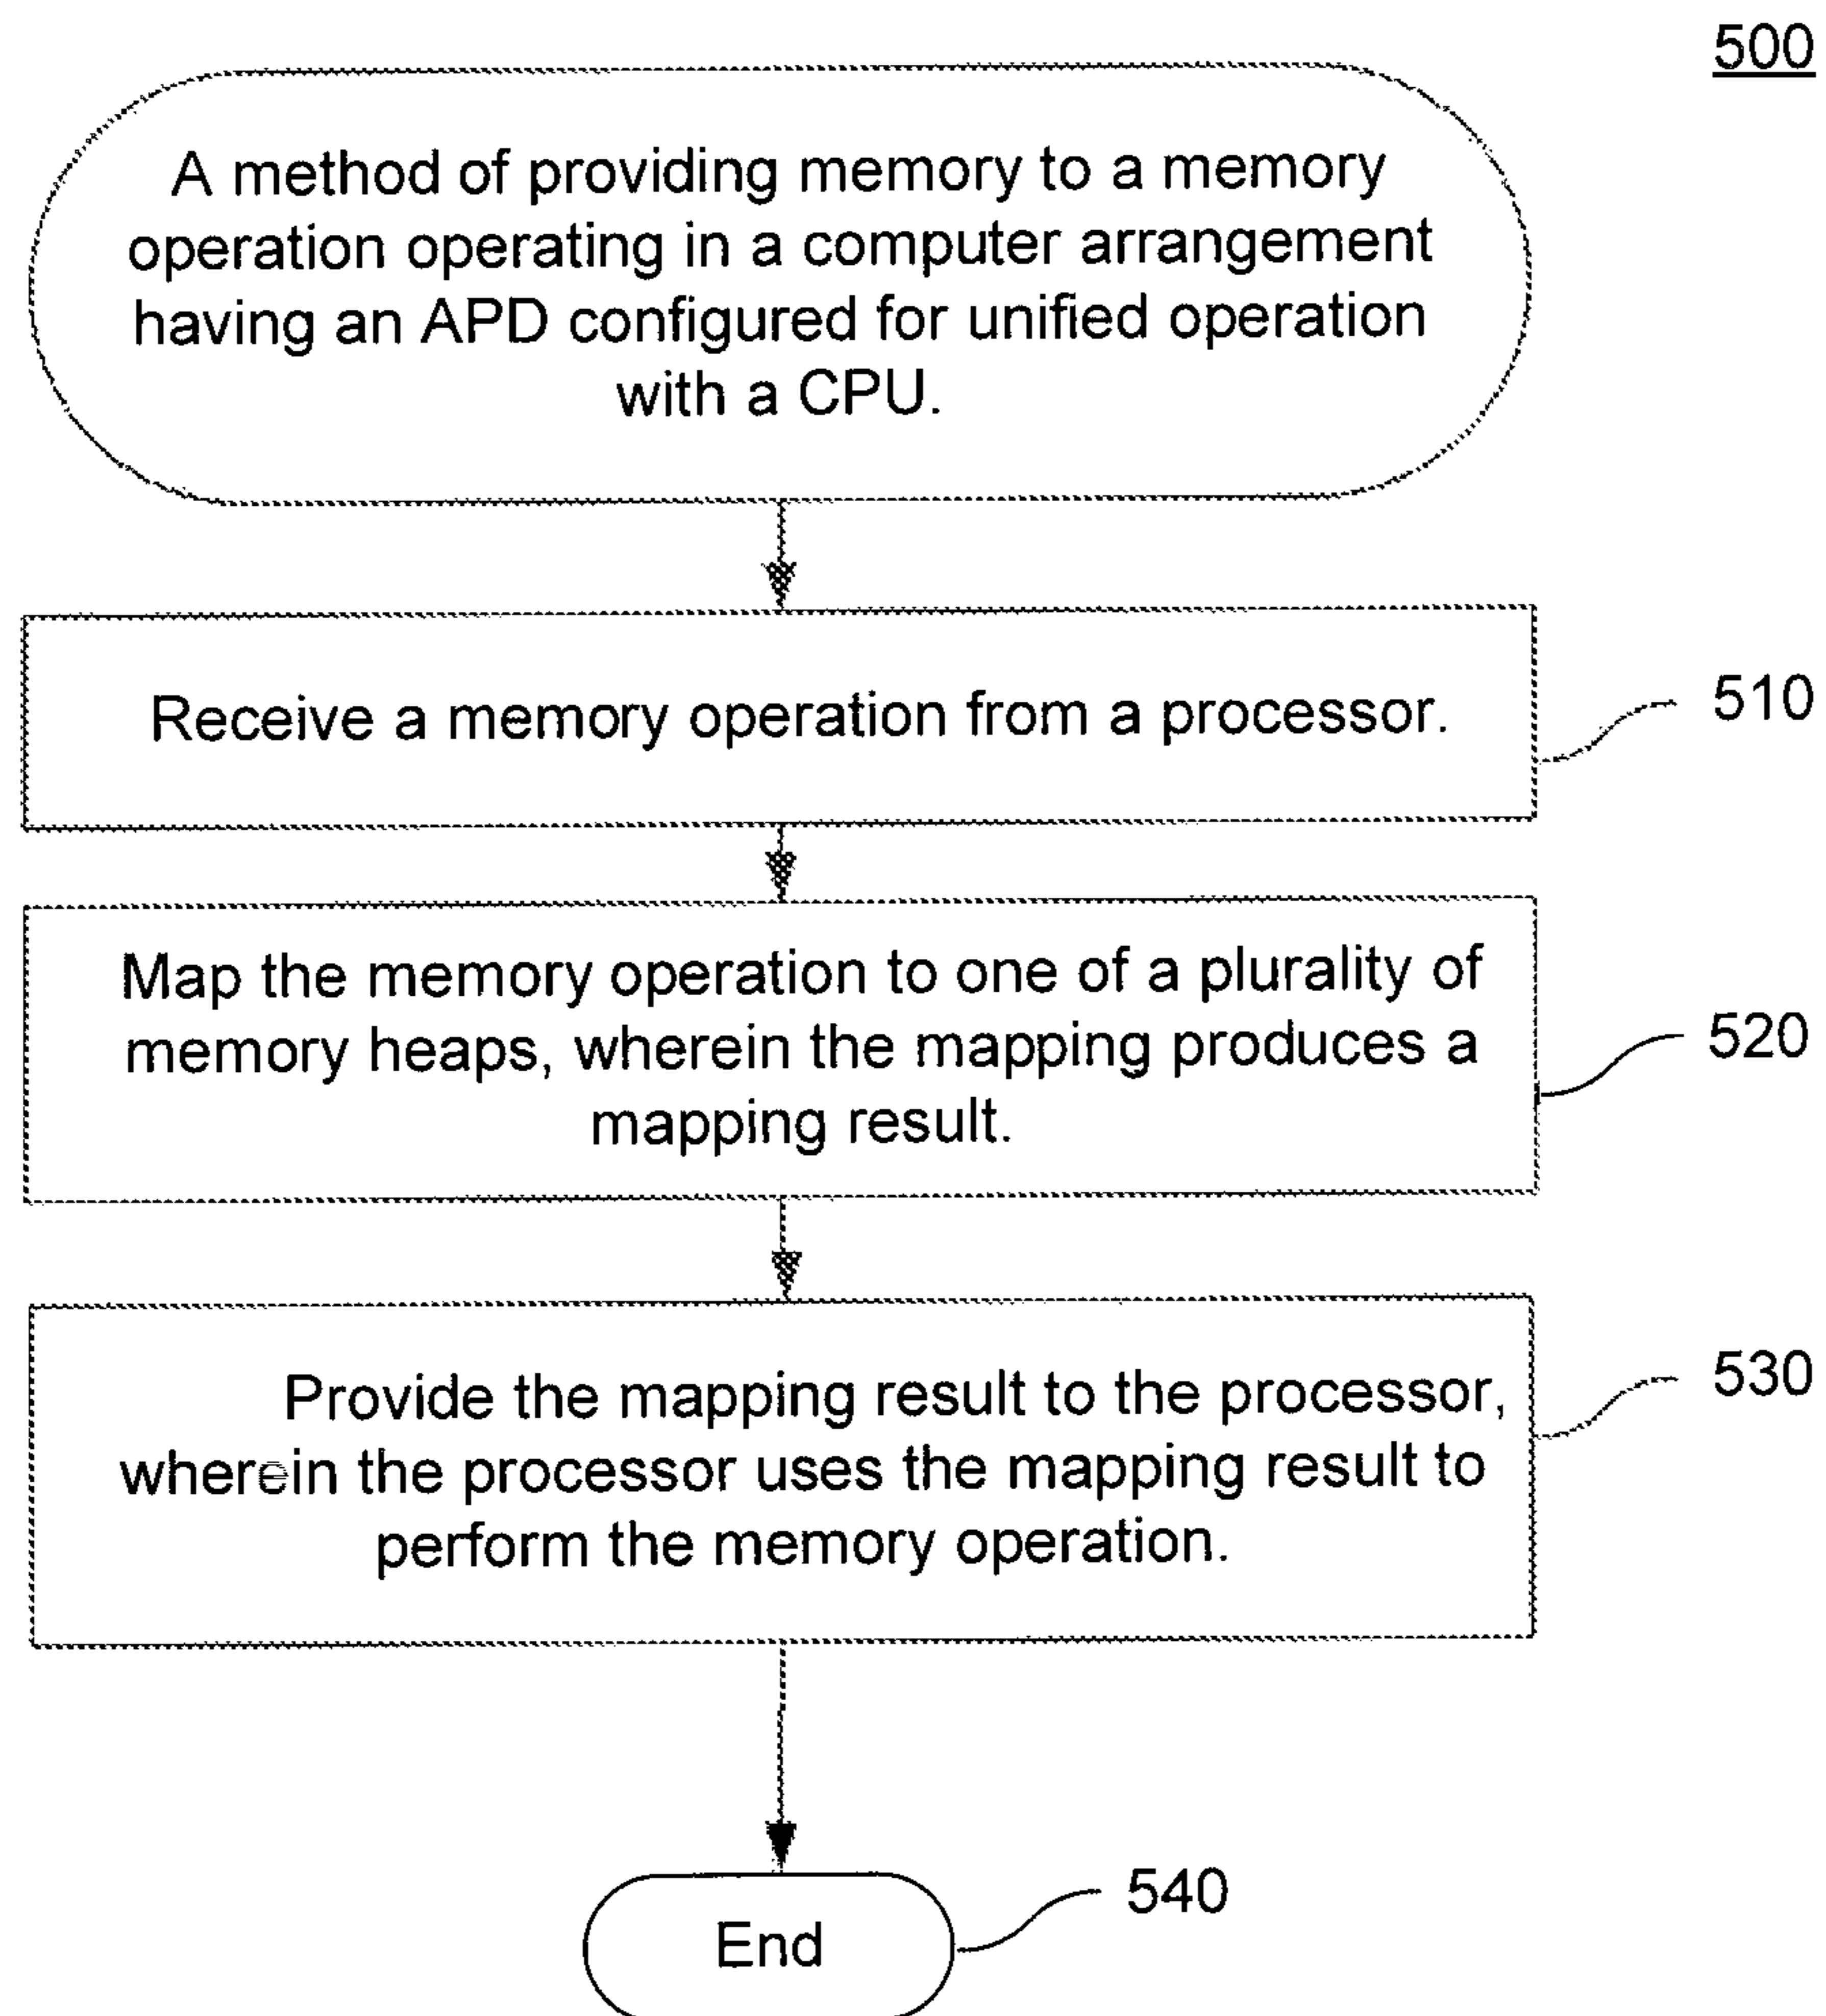 500
A method of providing memory to a memory
operation operating in a computer arrangement
having an APD configured for unified operation
with a CPU.
Receive a memory operation from a processor.
510
Map the memory operation to one of a plurality of
memory heaps, wherein the mapping produces a
mapping result.
520
Provide the mapping result to the processor,
wherein the processor uses the mapping result to
perform the memory operation.
530
End
540